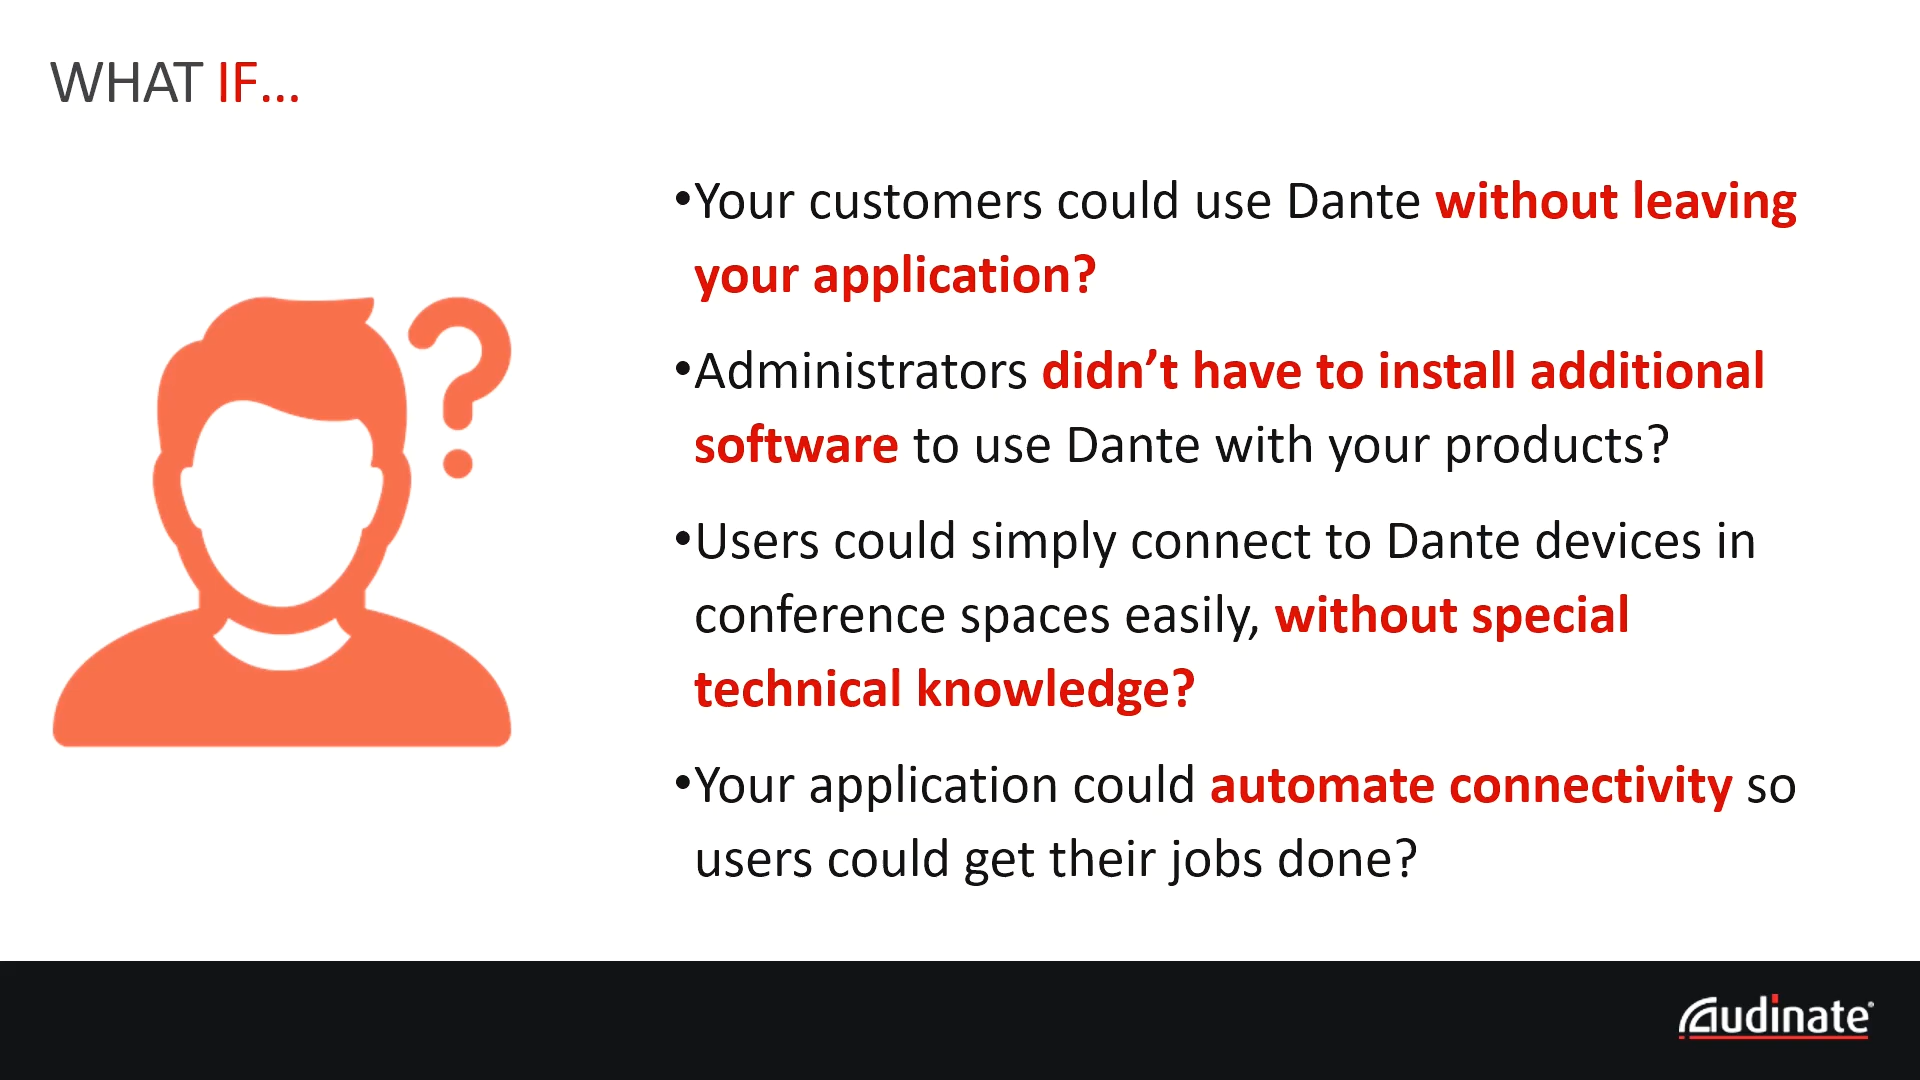 WHAT IF...
•Your customers could use Dante without leaving
your application?
•Administrators didn’t have to install additional
software to use Dante with your products?
•Users could simply connect to Dante devices in
conference spaces easily, without special
technical knowledge?
•Your application could automate connectivity so
users could get their jobs done?
Audinate®